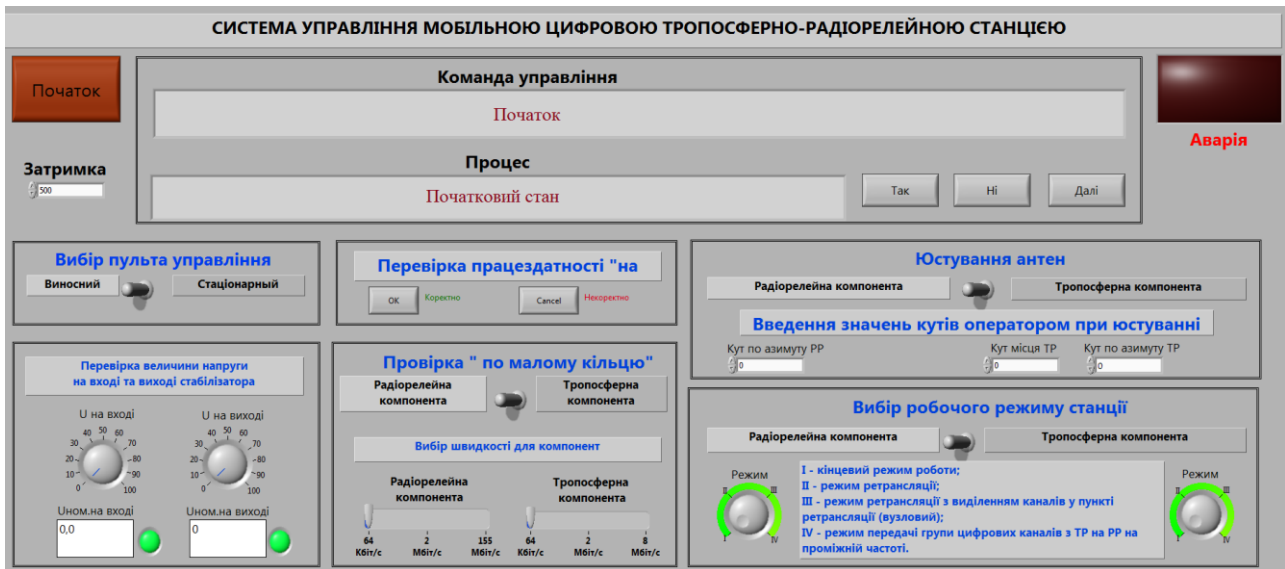 СИСТЕМА УПРАВЛІННЯ МОБІЛЬНОЮ ЦИФРОВОЮ ТРОПОСФЕРНО-РАДІОРЕЛЕЙНОЮ СТАНЦІЄЮ
Початок
Затримка
500
Команда управління
Початок
Процес
Початковий стан
Так
Ні
Далі
Аварія
Вибір пульта управління
Виносний
Стаціонарный
Перевірка працездатності "на
OK
Коректно
Cancel
Некоректно
Юстування антен
Радіорелейна компонента
Тропосферна компонента
Введення значень кутів оператором при юстуванні
Кут по азимуту РР
0
Кут місця ТР
0
Кут по азимуту ТР
0
Перевірка величини напруги
на вході та виході стабілізатора
U на вході
0 10 20 30 40 50 60 70 80 90 100
U на виході
0 10 20 30 40 50 60 70 80 90 100
Uном.на вході
0,0
Uном.на виході
0
Провірка " по малому кільцю"
Радіорелейна
компонента
Тропосферна
компонента
Вибір швидкості для компонент
Радіорелейна
компонента
64 2 155
Кбіт/с Мбіт/с Мбіт/с
Тропосферна
компонента
64 2 8
Кбіт/с Мбіт/с Мбіт/с
Вибір робочого режиму станції
Радіорелейна компонента
Тропосферна компонента
Режим
I II III IV
I - кінцевий режим роботи;
II - режим ретрансляції;
III - режим ретрансляції з виділенням каналів у пункті
ретрансляції (вузловий);
IV - режим передачі групи цифрових каналів з ТР на РР на
проміжній частоті.
Режим
I II III IV